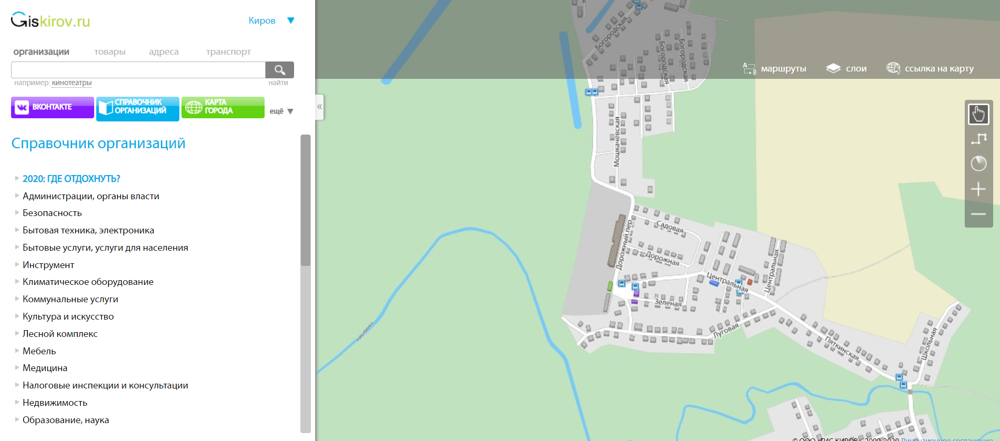 Giskirov.ru
Киров
организации товары адреса транспорт
например: кинотеатры
найти
ВКОНТАКТЕ
СПРАВОЧНИК
ОРГАНИЗАЦИЙ
КАРТА
ГОРОДА
ещё
Справочник организаций
2020: ГДЕ ОТДОХНУТЬ?
Администрации, органы власти
Безопасность
Бытовая техника, электроника
Бытовые услуги, услуги для населения
Инструмент
Климатическое оборудование
Коммунальные услуги
Культура и искусство
Лесной комплекс
Мебель
Медицина
Налоговые инспекции и консультации
Недвижимость
Образование, наука
«
A
B
маршруты
слои
ссылка на карту
Богородская
Богородская
Богородская
Мошкачевская
Садовая
Дорожный пер
Дорожная
Центральная
Центральная
Зеленая
Луговая
Пяткинская
Школьная
© ООО «ГИС КИРОВ», 2009-2020 Лицензионное соглашение